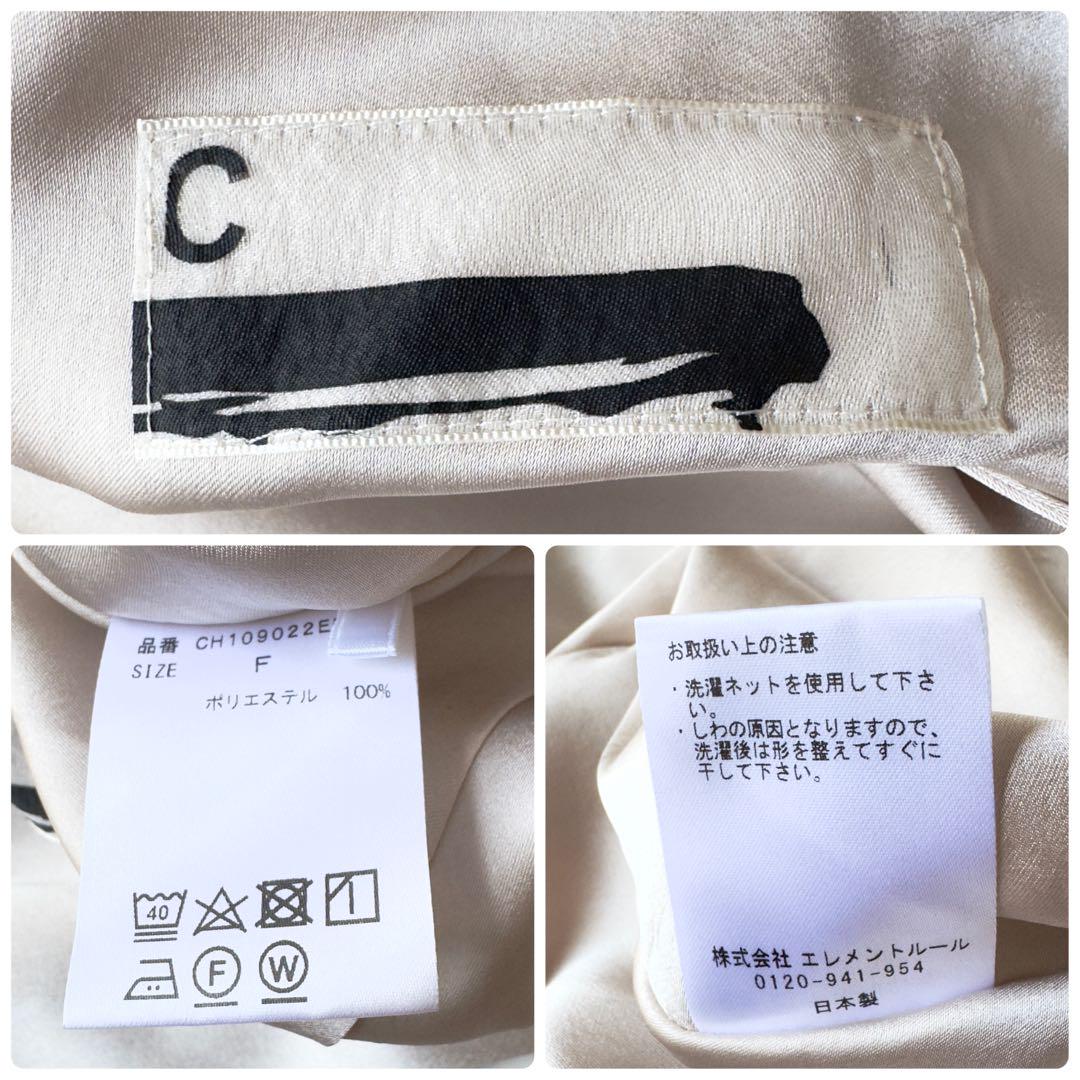 C
品番 CH109022E
SIZE F
ポリエステル 100%
40
F W
お取扱い上の注意
・洗濯ネットを使用して下さ
い。
・しわの原因となりますので、
洗濯後は形を整えてすぐに
干して下さい。
株式会社 エレメントルール
0120-941-954
日本製